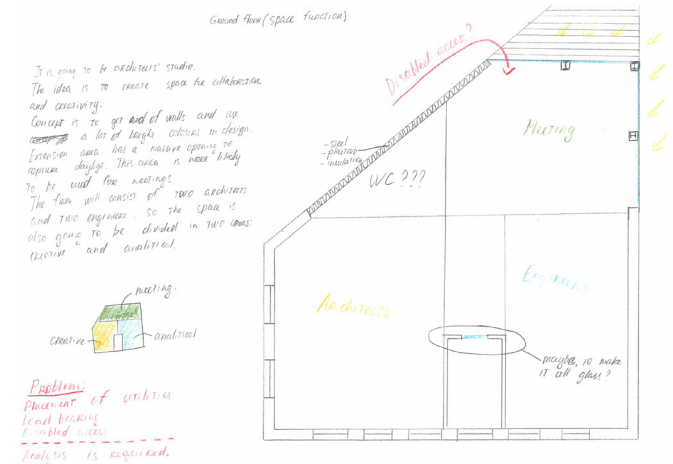 Ground floor (space function)
It is going to be architects' studio.
The idea is to create space for collaboration
and creativity.
Concept is to get rid of walls and use
a lot of bright colours in design.
Extension area has a massive opening to
capture daylight. This area is more likely
to be used for meetings.
The firm will consist of two architects
and two engineers, so the space is
also going to be divided in two areas:
creative and analitical.
meeting.
creative
analitical
Problem:
Placement of utilities
Load bearing
Disabled access
Analysis is required.
Disabled access?
- steel
- plastrab
- insulation
WC???
Meeting
Architects
Engineers
maybe, to make
it all glass?